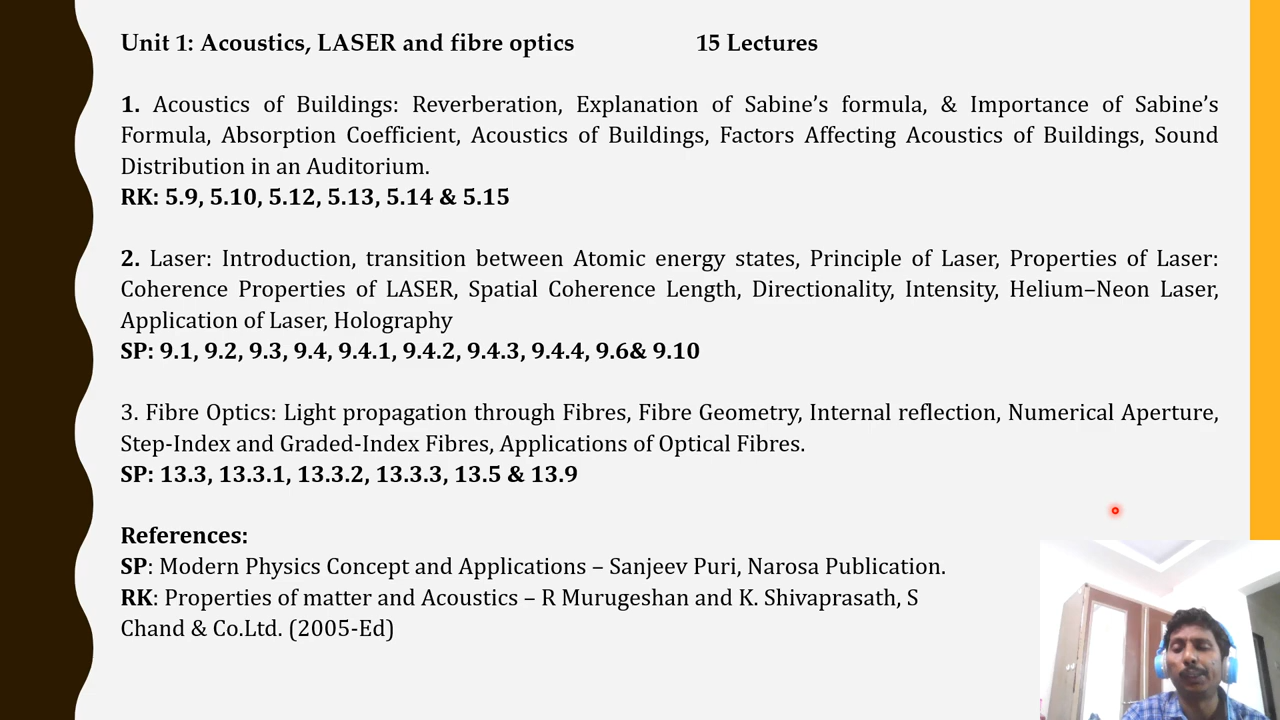 Unit 1: Acoustics, LASER and fibre optics 15 Lectures
1. Acoustics of Buildings: Reverberation, Explanation of Sabine’s formula, & Importance of Sabine’s
Formula, Absorption Coefficient, Acoustics of Buildings, Factors Affecting Acoustics of Buildings, Sound
Distribution in an Auditorium.
RK: 5.9, 5.10, 5.12, 5.13, 5.14 & 5.15
2. Laser: Introduction, transition between Atomic energy states, Principle of Laser, Properties of Laser:
Coherence Properties of LASER, Spatial Coherence Length, Directionality, Intensity, Helium–Neon Laser,
Application of Laser, Holography
SP: 9.1, 9.2, 9.3, 9.4, 9.4.1, 9.4.2, 9.4.3, 9.4.4, 9.6& 9.10
3. Fibre Optics: Light propagation through Fibres, Fibre Geometry, Internal reflection, Numerical Aperture,
Step-Index and Graded-Index Fibres, Applications of Optical Fibres.
SP: 13.3, 13.3.1, 13.3.2, 13.3.3, 13.5 & 13.9
References:
SP: Modern Physics Concept and Applications – Sanjeev Puri, Narosa Publication.
RK: Properties of matter and Acoustics – R Murugeshan and K. Shivaprasath, S
Chand & Co.Ltd. (2005-Ed)